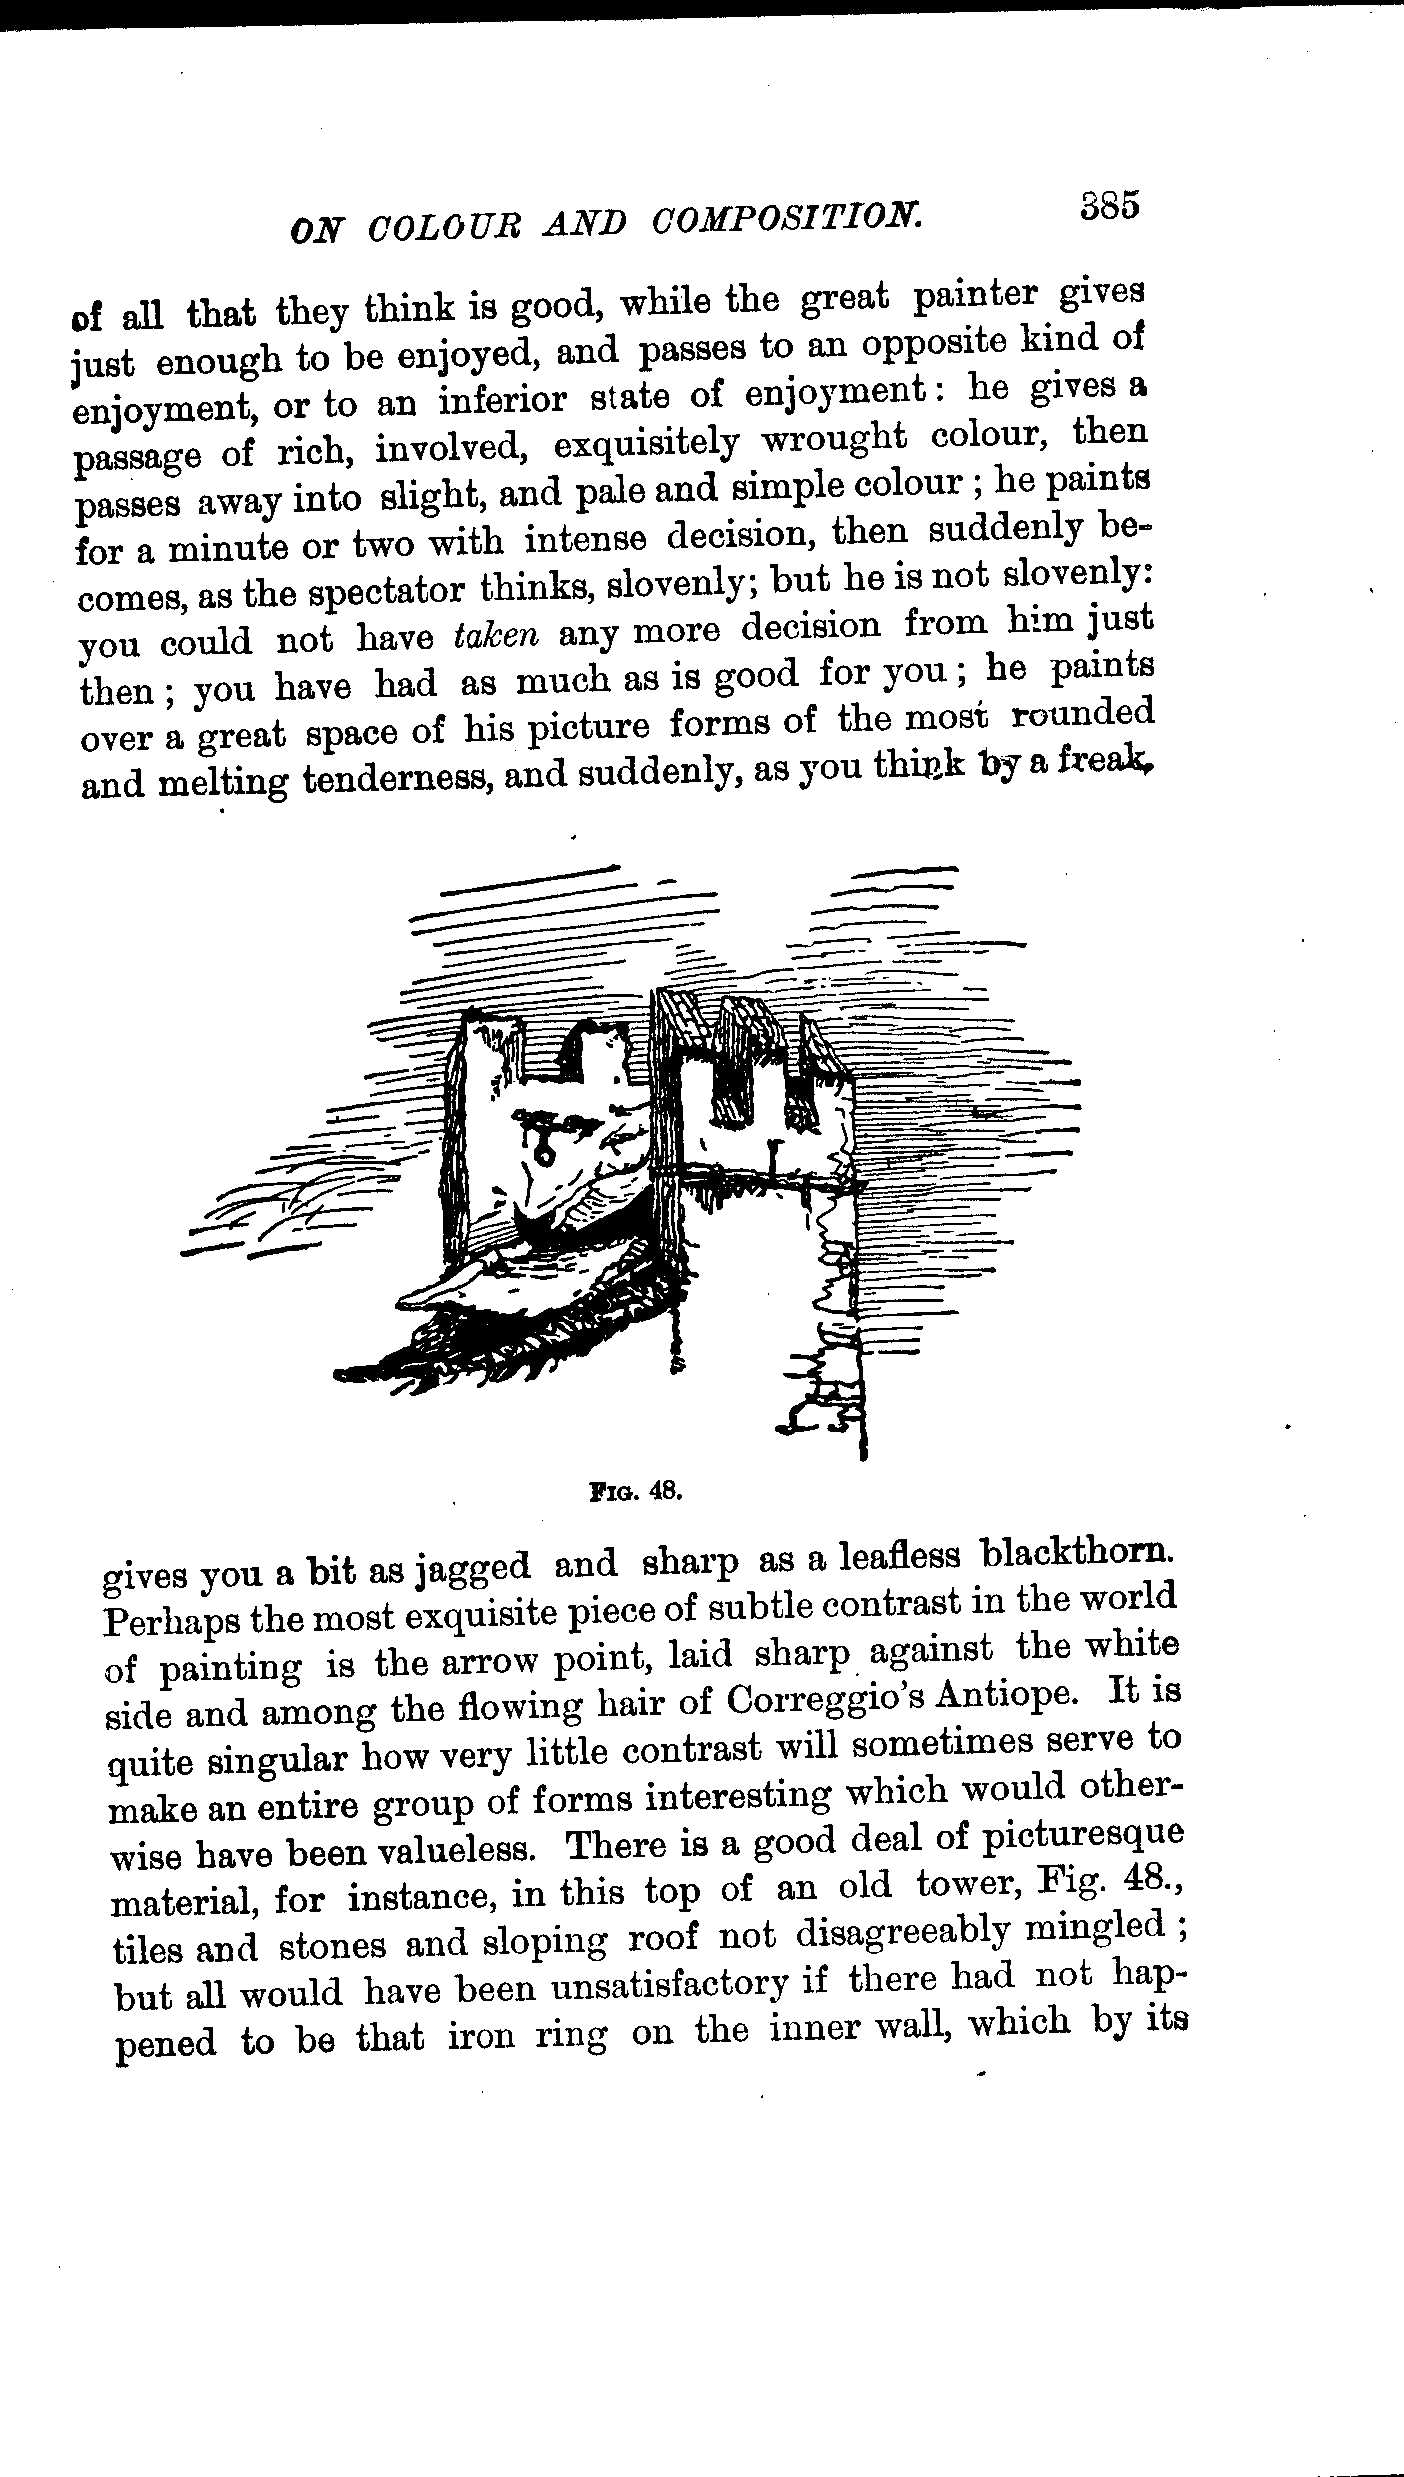 ON COLOUR AND COMPOSITION. 385
of all that they think is good, while the great painter gives
just enough to be enjoyed, and passes to an opposite kind of
enjoyment, or to an inferior state of enjoyment: he gives a
passage of rich, involved, exquisitely wrought colour, then
passes away into slight, and pale and simple colour ; he paints
for a minute or two with intense decision, then suddenly be-
comes, as the spectator thinks, slovenly; but he is not slovenly:
you could not have taken any more decision from him just
then ; you have had as much as is good for you ; he paints
over a great space of his picture forms of the most rounded
and melting tenderness, and suddenly, as you think by a freak,
FIG. 48.
gives you a bit as jagged and sharp as a leafless blackthorn.
Perhaps the most exquisite piece of subtle contrast in the world
of painting is the arrow point, laid sharp against the white
side and among the flowing hair of Correggio's Antiope. It is
quite singular how very little contrast will sometimes serve to
make an entire group of forms interesting which would other-
wise have been valueless. There is a good deal of picturesque
material, for instance, in this top of an old tower, Fig. 48.,
tiles and stones and sloping roof not disagreeably mingled ;
but all would have been unsatisfactory if there had not hap-
pened to be that iron ring on the inner wall, which by its